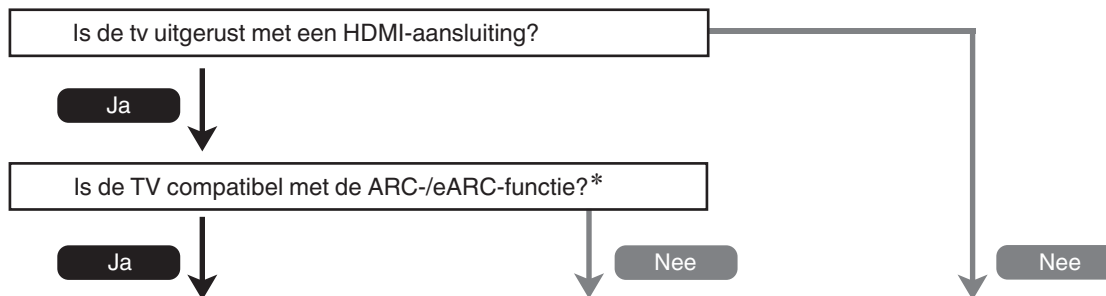 Is de tv uitgerust met een HDMI-aansluiting?
Ja
Is de TV compatibel met de ARC-/eARC-functie?*
Ja
Nee
Nee